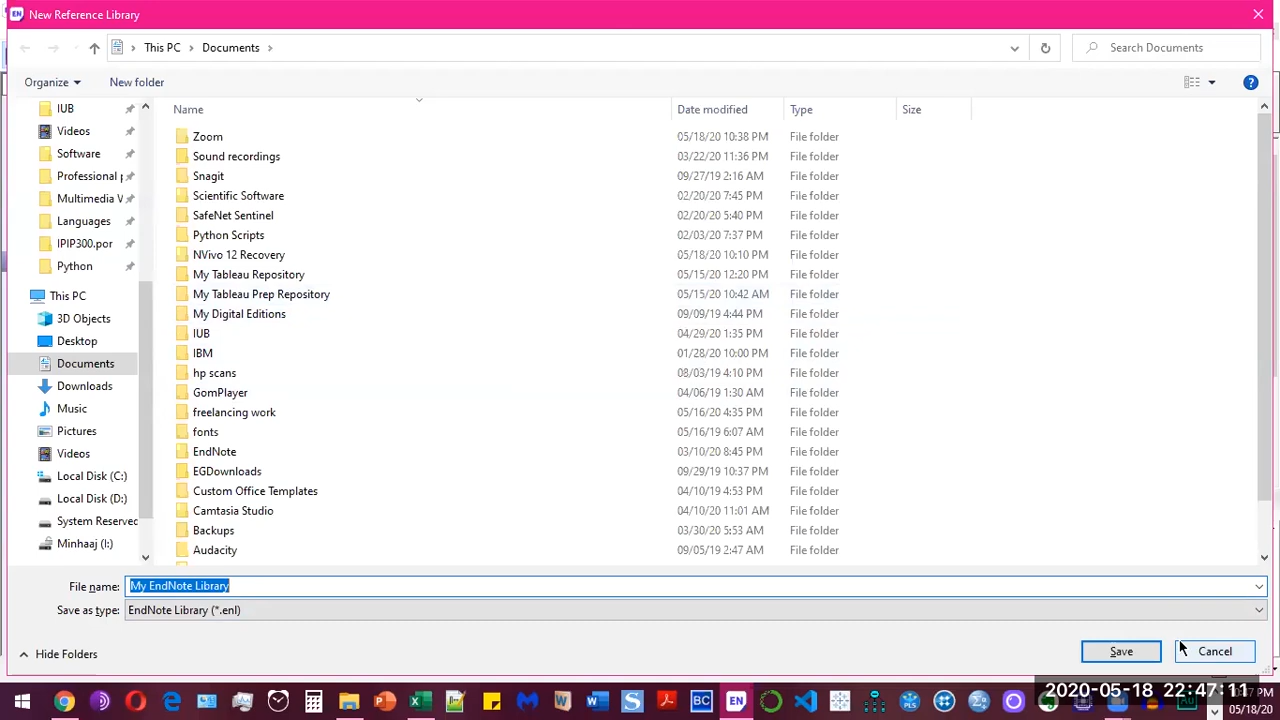 EN New Reference Library
This PC Documents
Search Documents
Organize New folder
IUB
Videos
Software
Professional p
Multimedia V
Languages
IPIP300.por
Python
This PC
3D Objects
Desktop
Documents
Downloads
Music
Pictures
Videos
Local Disk (C:)
Local Disk (D:)
System Reserved
Minhaaj (I:)
Name Date modified Type Size
Zoom 05/18/20 10:38 PM File folder
Sound recordings 03/22/20 11:36 PM File folder
Snagit 09/27/19 2:16 AM File folder
Scientific Software 02/20/20 7:45 PM File folder
SafeNet Sentinel 02/20/20 5:40 PM File folder
Python Scripts 02/03/20 7:37 PM File folder
NVivo 12 Recovery 05/18/20 10:10 PM File folder
My Tableau Repository 05/15/20 12:20 PM File folder
My Tableau Prep Repository 05/15/20 10:42 AM File folder
My Digital Editions 09/09/19 4:44 PM File folder
IUB 04/29/20 1:35 PM File folder
IBM 01/28/20 10:00 PM File folder
hp scans 08/03/19 4:10 PM File folder
GomPlayer 04/06/19 1:30 AM File folder
freelancing work 05/16/20 4:35 PM File folder
fonts 05/16/19 6:07 AM File folder
EndNote 03/10/20 8:45 PM File folder
EGDownloads 09/29/19 10:37 PM File folder
Custom Office Templates 04/10/19 4:53 PM File folder
Camtasia Studio 04/10/19 11:01 AM File folder
Backups 03/30/20 5:53 AM File folder
Audacity 09/05/19 2:47 AM File folder
File name: My EndNote Library
Save as type: EndNote Library (*.enl)
Hide Folders
Save Cancel
BC EN
2020-05-18 22:47:11
05/18/20